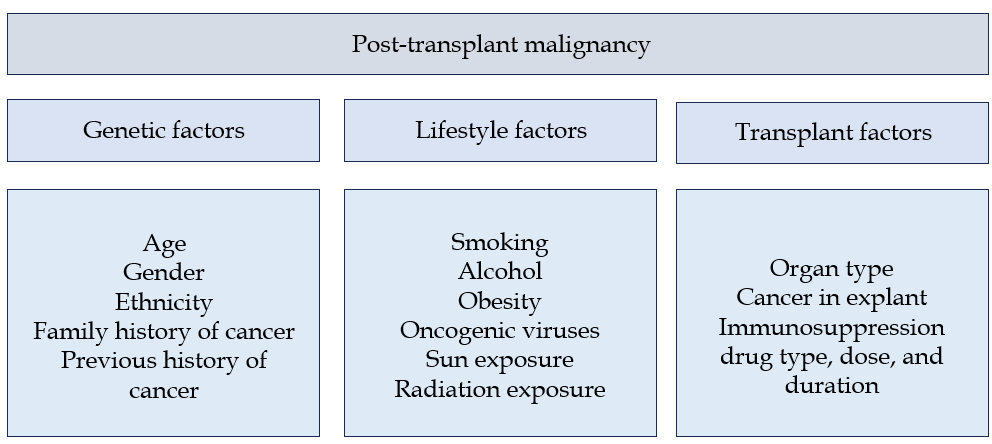 Post-transplant malignancy
Genetic factors
Lifestyle factors
Transplant factors
Age
Gender
Ethnicity
Family history of cancer
Previous history of
cancer
Smoking
Alcohol
Obesity
Oncogenic viruses
Sun exposure
Radiation exposure
Organ type
Cancer in explant
Immunosuppression
drug type, dose, and
duration